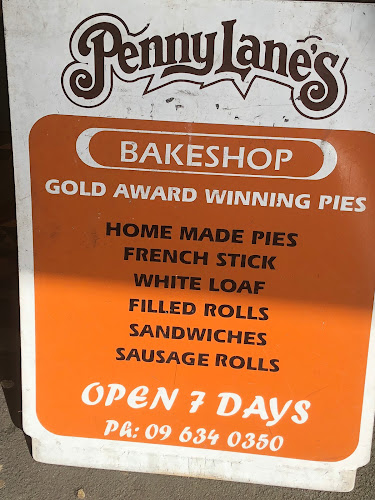 Penny Lane's
BAKESHOP
GOLD AWARD WINNING PIES
HOME MADE PIES
FRENCH STICK
WHITE LOAF
FILLED ROLLS
SANDWICHES
SAUSAGE ROLLS
OPEN 7 DAYS
Ph: 09 634 0350